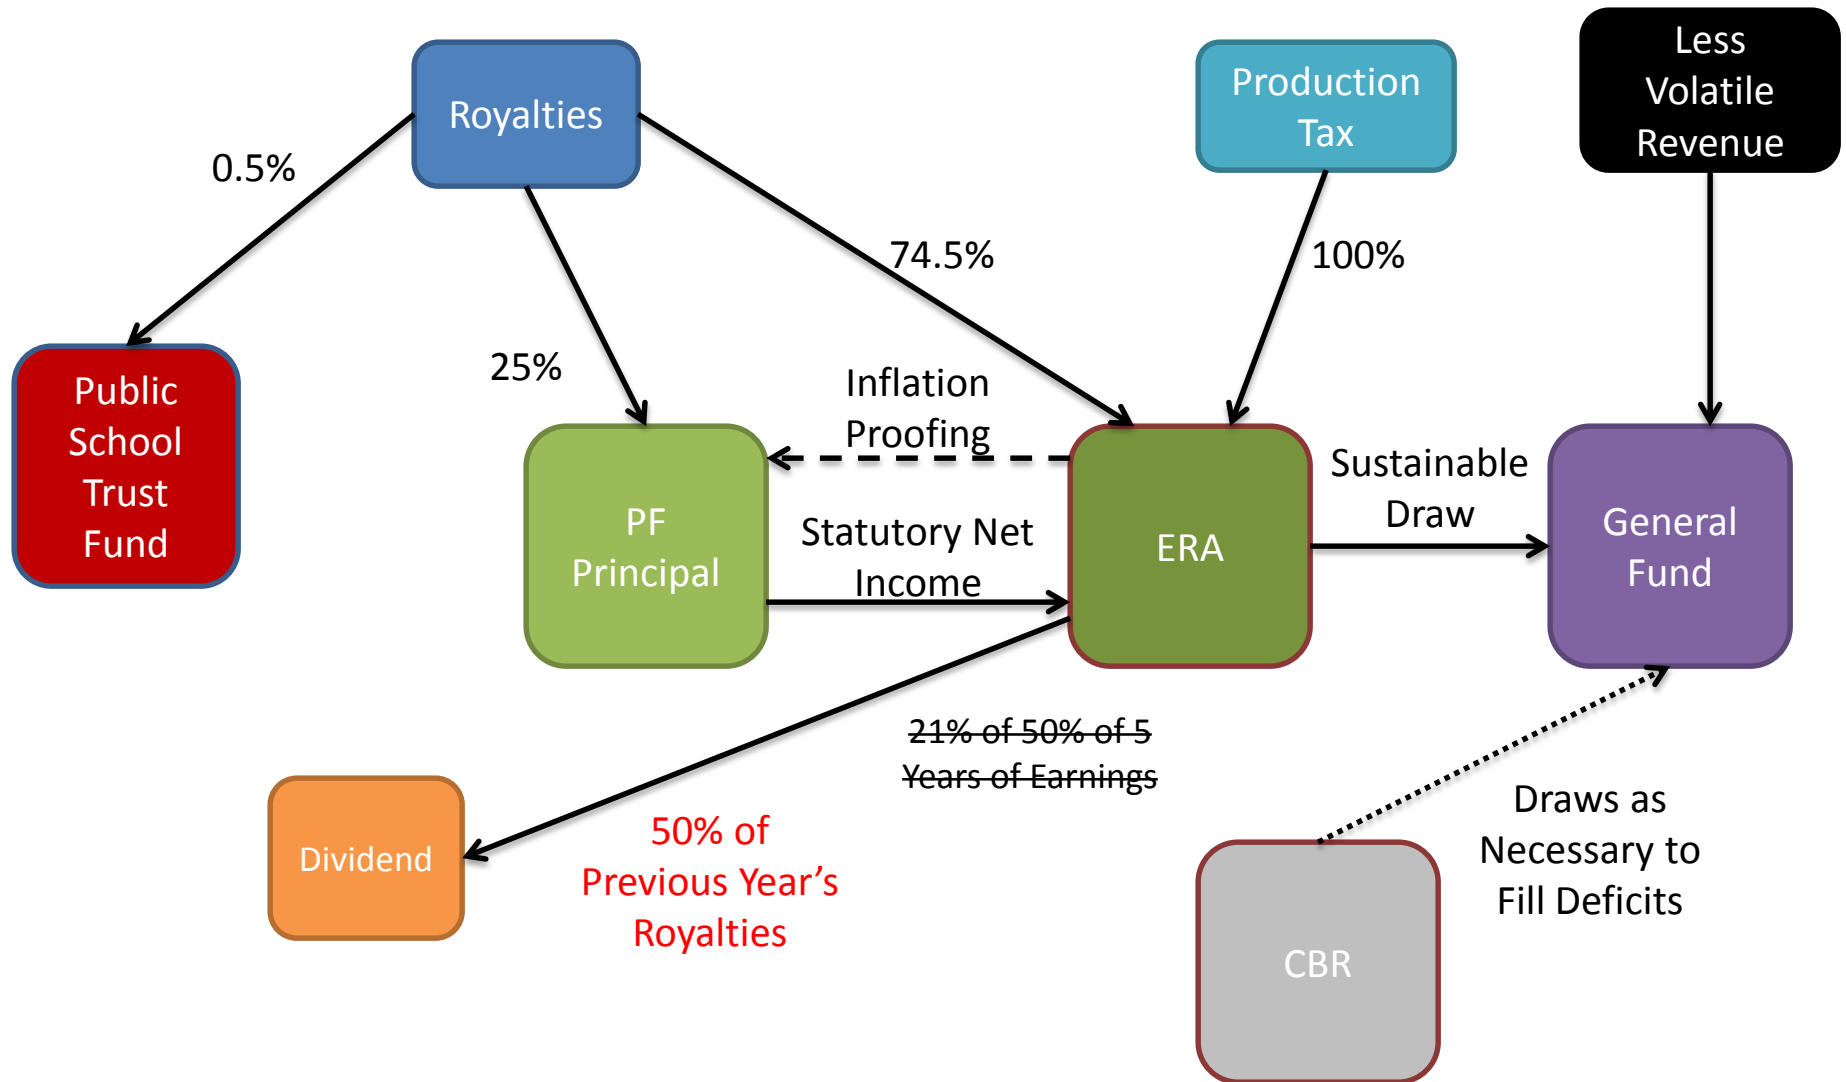 Royalties
Production
Tax
Less
Volatile
Revenue
0.5%
74.5%
100%
25%
Public
School
Trust
Fund
Inflation
Proofing
PF
Principal
Statutory Net
Income
ERA
Sustainable
Draw
General
Fund
21% of 50% of 5
Years of Earnings
Dividend
50% of
Previous Year’s
Royalties
Draws as
Necessary to
Fill Deficits
CBR